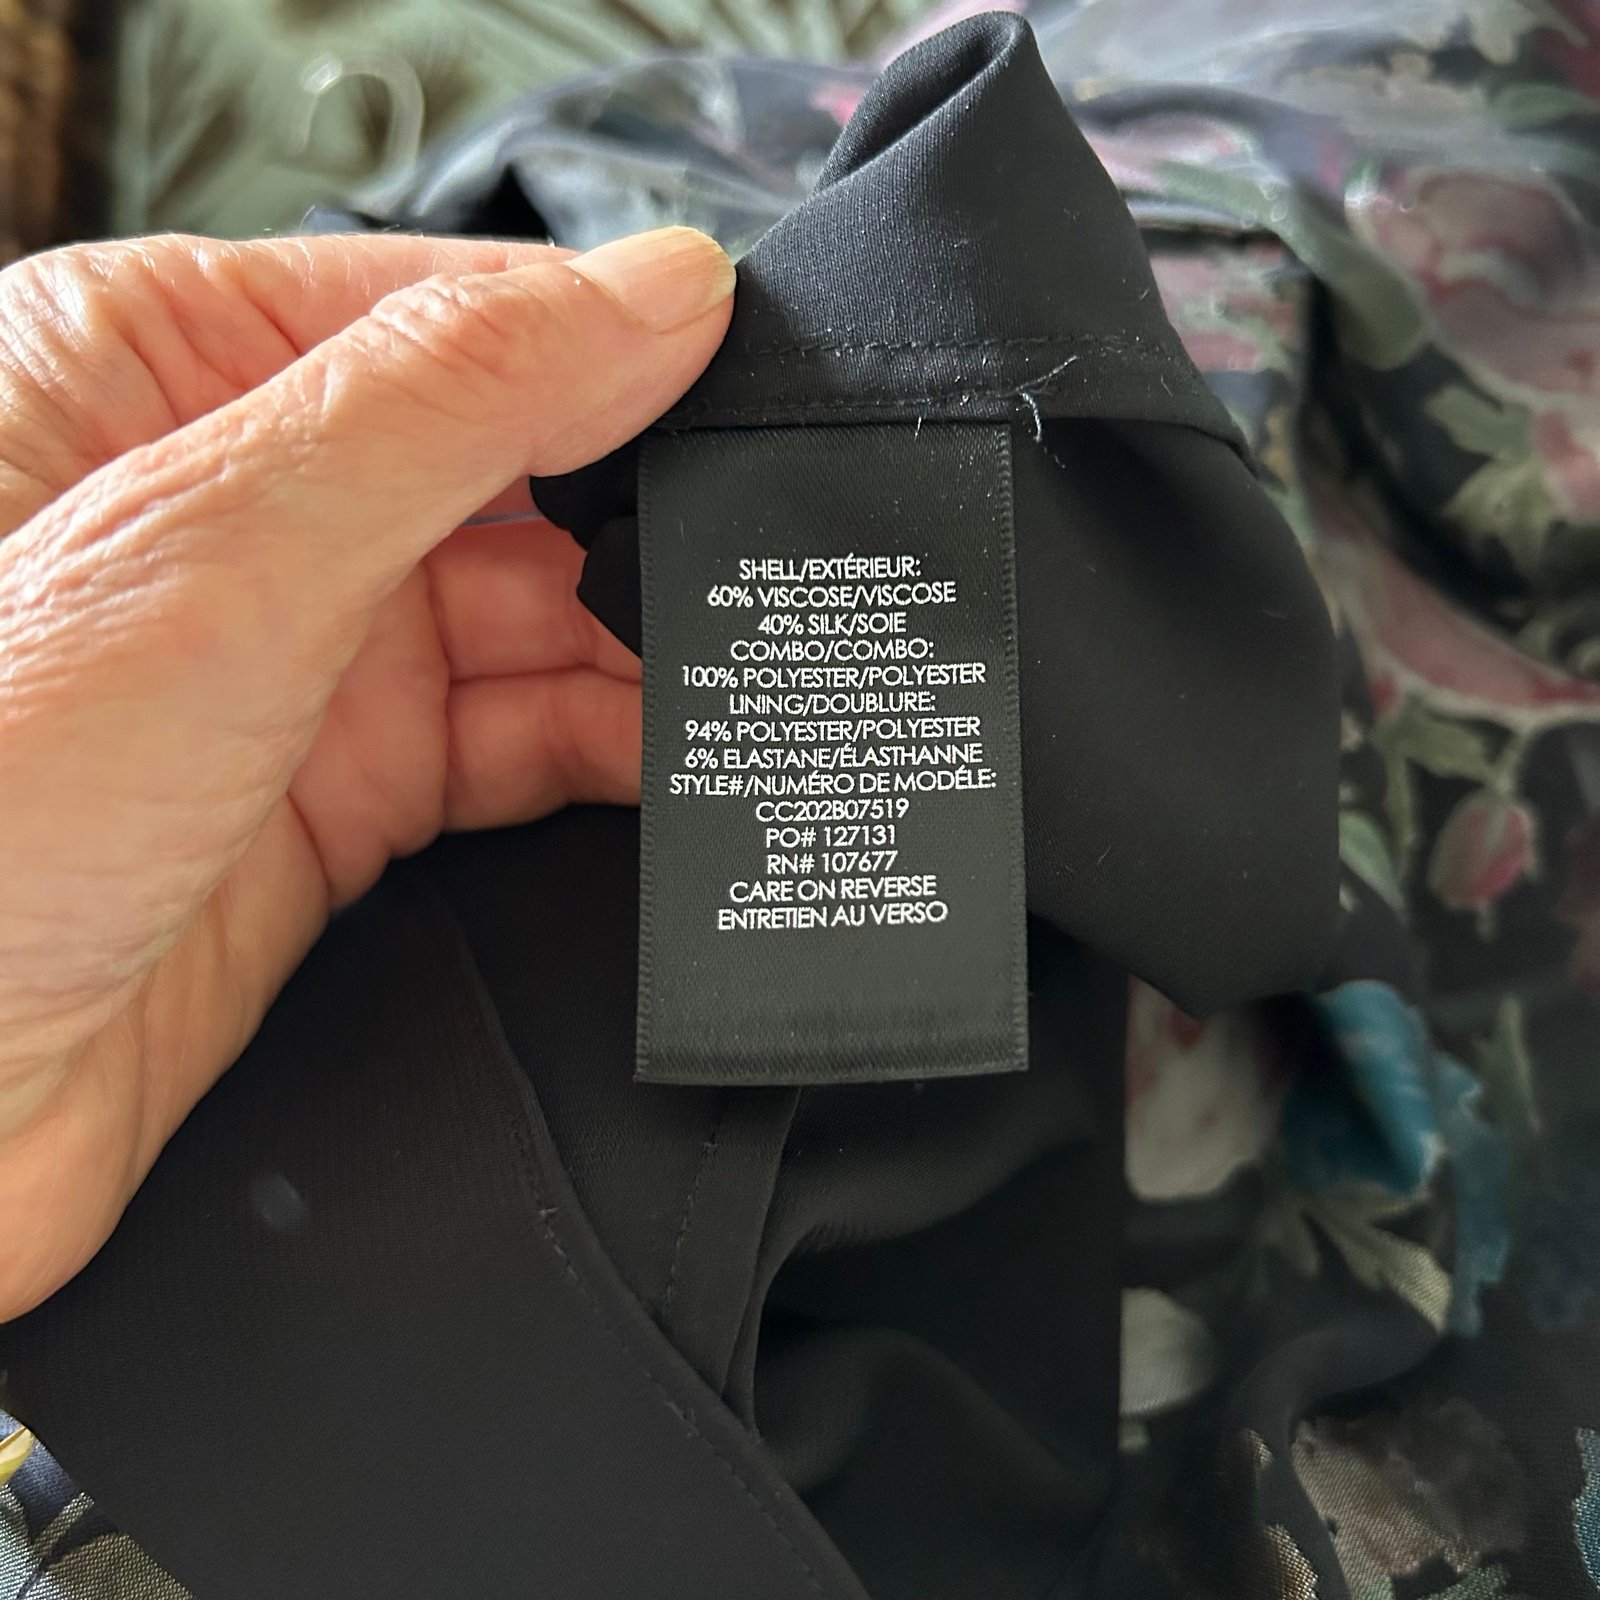 SHELL/EXTÉRIEUR:
60% VISCOSE/VISCOSE
40% SILK/SOIE
COMBO/COMBO:
100% POLYESTER/POLYESTER
LINING/DOUBLURE:
94% POLYESTER/POLYESTER
6% ELASTANE/ÉLASTHANNE
STYLE#/NUMÉRO DE MODÉLE:
CC202B07519
PO# 127131
RN# 107677
CARE ON REVERSE
ENTRETIEN AU VERSO